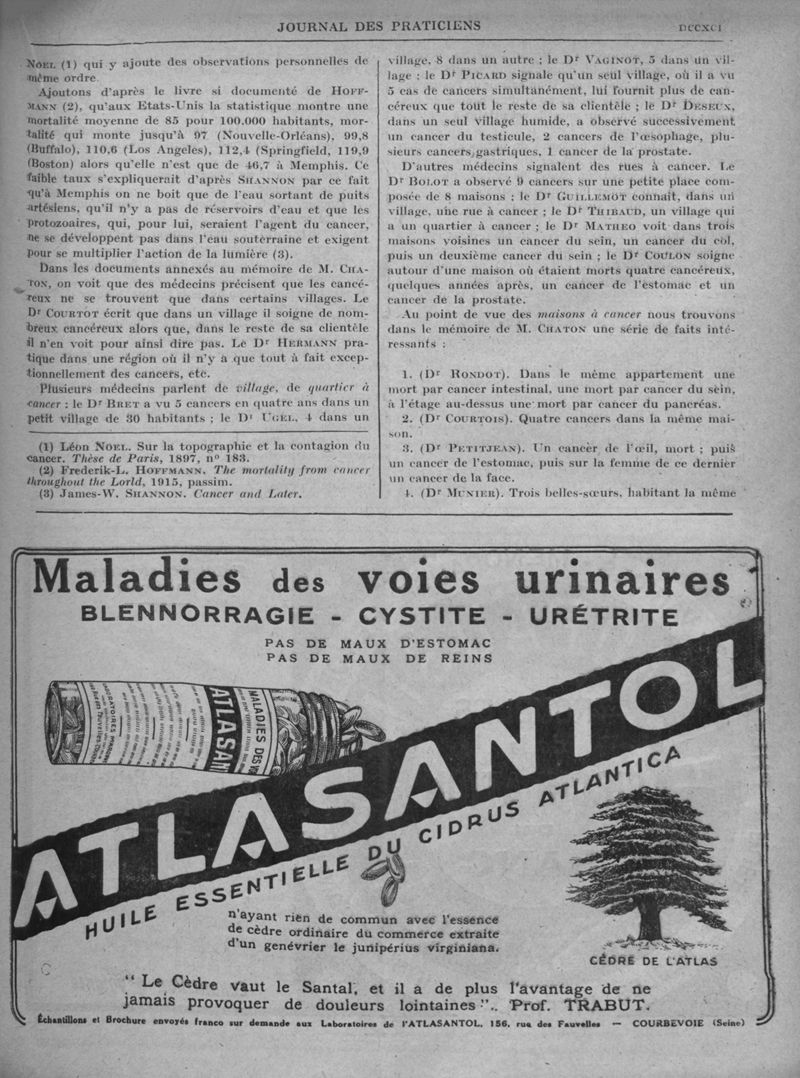 JOURNAL DES PRATICIENS
DCCXCI
NOEL (1) qui y ajoute des observations personnelles de
même ordre.
Ajoutons d'après le livre si documenté de HOFF-
MANN (2), qu'aux Etats-Unis la statistique montre une
mortalité moyenne de 85 pour 100.000 habitants, mor-
talité qui monte jusqu'à 97 (Nouvelle-Orléans), 99,8
(Buffalo), 110,6 (Los Angeles), 112,4 (Springfield, 119,9
(Boston) alors qu'elle n'est que de 46,7 à Memphis. Ce
faible taux s'expliquerait d'après SHANNON par ce fait
qu'à Memphis on ne boit que de l'eau sortant de puits
artésiens, qu'il n'y a pas de réservoirs d'eau et que les
protozoaires, qui, pour lui, seraient l'agent du cancer,
ne se développent pas dans l'eau souterraine et exigent
pour se multiplier l'action de la lumière (3).
Dans les documents annexés au mémoire de M. CHA-
TON, on voit que des médecins précisent que les cancé-
reux ne se trouvent que dans certains villages. Le
Dr COURTOT écrit que dans un village il soigne de nom-
breux cancéreux alors que, dans le reste de sa clientèle
il n'en voit pour ainsi dire pas. Le Dr HERMANN pra-
tique dans une région où il n'y a que tout à fait excep-
tionnellement des cancers, etc.
Plusieurs médecins parlent de village, de quartier à
cancer : le Dr BRET a vu 5 cancers en quatre ans dans un
petit village de 30 habitants ; le Dr UGEL, 4 dans un
(1) Léon NOEL. Sur la topographie et la contagion du
cancer. Thèse de Paris, 1897, n° 183.
(2) Frederik-L. HOFFMANN. The mortality from cancer
throughout the Lorld, 1915, passim.
(3) James-W. SHANNON. Cancer and Later.
village, 8 dans un autre ; le Dr VAGINOT, 5 dans un vil-
lage ; le Dr PICARD signale qu'un seul village, où il a vu
5 cas de cancers simultanément, lui fournit plus de can-
céreux que tout le reste de sa clientèle ; le Dr DESEUX,
dans un seul village humide, a observé successivement
un cancer du testicule, 2 cancers de l'œsophage, plu-
sieurs cancers gastriques, 1 cancer de la prostate.
D'autres médecins signalent des rues à cancer. Le
Dr BOLOT a observé 9 cancers sur une petite place com-
posée de 8 maisons ; le Dr GUILLEMOT connait, dans un
village, une rue à cancer ; le Dr THIBAUD, un village qui
a un quartier à cancer ; le Dr MATHEO voit dans trois
maisons voisines un cancer du sein, un cancer du col,
puis un deuxième cancer du sein ; le Dr COULON soigne
autour d'une maison où étaient morts quatre cancéreux,
quelques années après, un cancer de l'estomac et un
cancer de la prostate.
Au point de vue des maisons à cancer nous trouvons
dans le mémoire de M. CHATON une série de faits inté-
ressants :
1. (Dr RONDOT). Dans le même appartement une
mort par cancer intestinal, une mort par cancer du sein,
à l'étage au-dessus une mort par cancer du pancréas.
2. (Dr COURTOIS). Quatre cancers dans la même mai-
son.
3. (Dr PETITJEAN). Un cancer de l'œil, mort ; puis
un cancer de l'estomac, puis sur la femme de ce dernier
un cancer de la face.
4. (Dr MUNIER). Trois belles-sœurs, habitant la même
Maladies des voies urinaires
BLENNORRAGIE - CYSTITE - URÉTRITE
PAS DE MAUX D'ESTOMAC
PAS DE MAUX DE REINS
MALADIES DES
ATLASAN
ATLASANTOL
HUILE ESSENTIELLE DU CIDRUS ATLANTICA
n'ayant rien de commun avec l'essence
de cèdre ordinaire du commerce extraite
d'un genévrier le junipérius virginiana.
CÈDRE DE L'ATLAS
"Le Cèdre vaut le Santal, et il a de plus l'avantage de ne
jamais provoquer de douleurs lointaines".. Prof. TRABUT.
Échantillons et Brochure envoyés franco sur demande aux Laboratoires de l'ATLASANTOL, 156, rue des Fauvelles — COURBEVOIE (Seine)